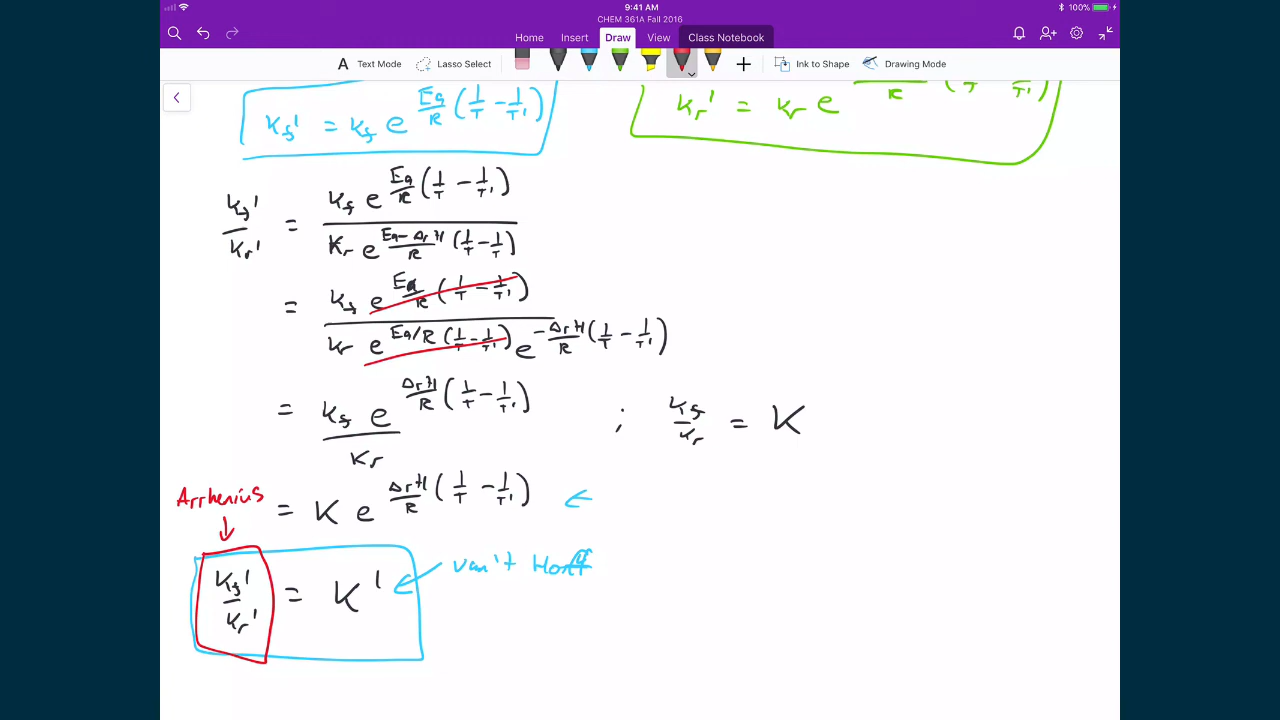 9:41 AM
100%
CHEM 361A Fall 2016
Home Insert Draw View Class Notebook
A Text Mode Lasso Select Ink to Shape Drawing Mode
kf' = kf e^(Ea/R (1/T − 1/T'))
kr' = kr e
kf'/kr' = kf e^(Ea/R (1/T − 1/T')) / kr e^((Ea − ΔrH)/R (1/T − 1/T'))
= kf e^(Ea/R (1/T − 1/T')) / kr e^(Ea/R (1/T − 1/T')) e^(−ΔrH/R (1/T − 1/T'))
= kf/kr e^(ΔrH/R (1/T − 1/T')) ; kf/kr = K
= K e^(ΔrH/R (1/T − 1/T')) ←
Arrhenius
↓
kf'/kr' = K' ← Van't Hoff